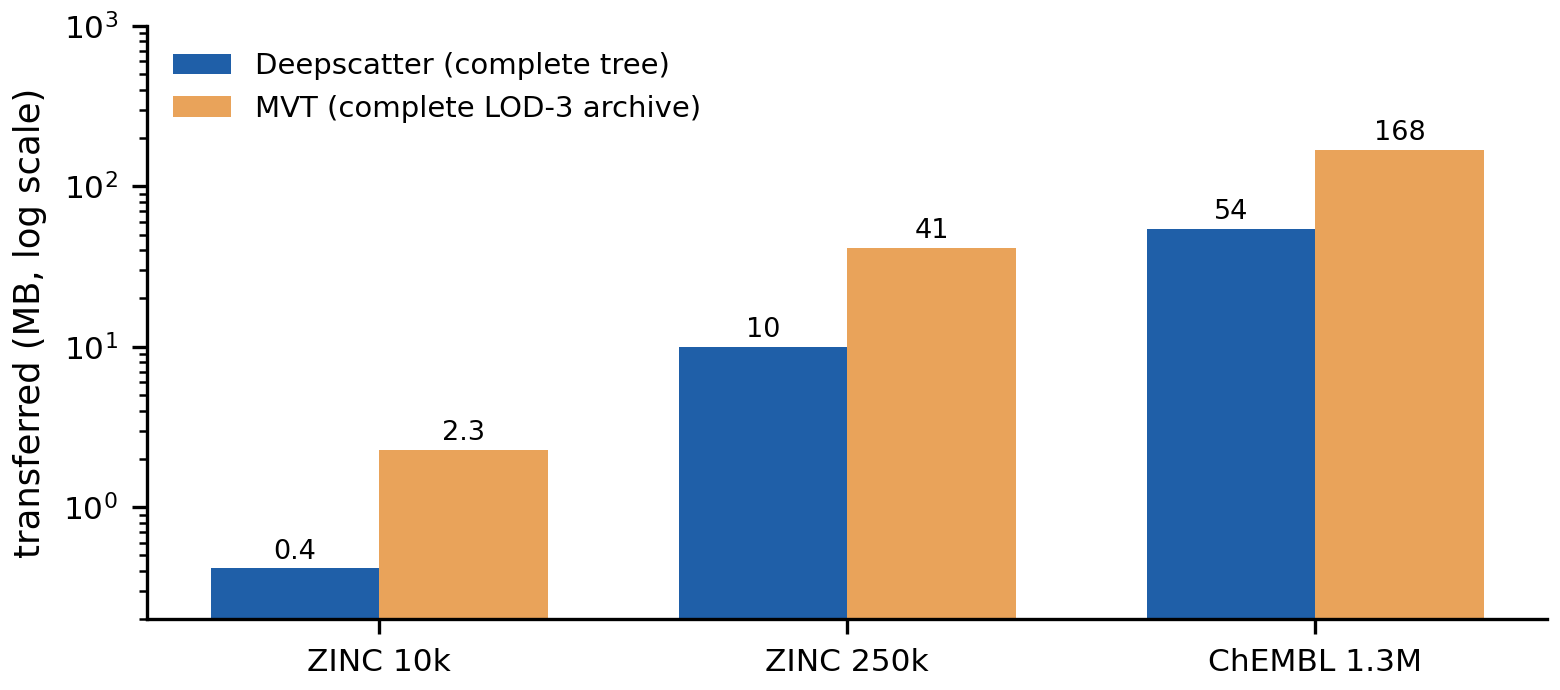 transferred (MB, log scale)
10³
10²
10¹
10⁰
Deepscatter (complete tree)
MVT (complete LOD-3 archive)
0.4
2.3
10
41
54
168
ZINC 10k
ZINC 250k
ChEMBL 1.3M